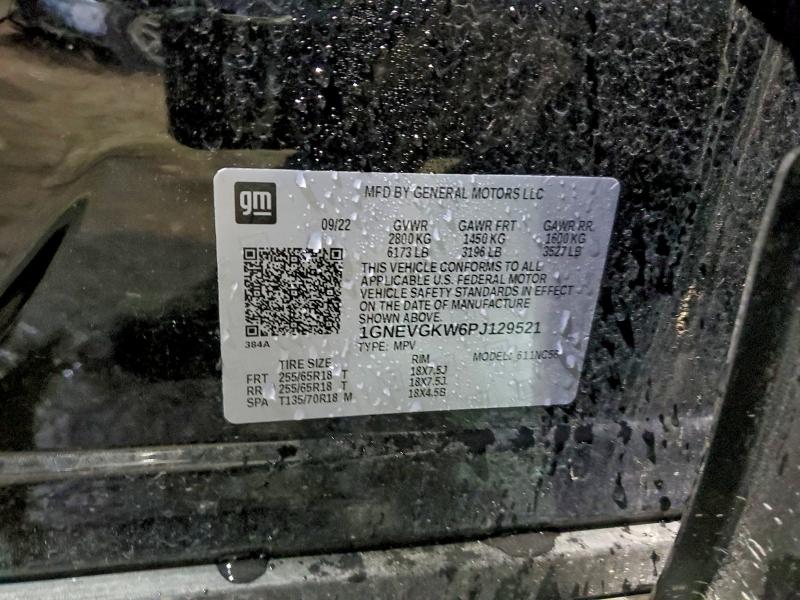 gm
MFD BY GENERAL MOTORS LLC
09/22 GVWR GAWR FRT GAWR RR
2800 KG 1450 KG 1600 KG
6173 LB 3196 LB 3527 LB
THIS VEHICLE CONFORMS TO ALL
APPLICABLE U.S. FEDERAL MOTOR
VEHICLE SAFETY STANDARDS IN EFFECT
ON THE DATE OF MANUFACTURE
SHOWN ABOVE.
384A
1GNEVGKW6PJ129521
TYPE: MPV MODEL:
TIRE SIZE RIM
FRT 255/65R18 T 18X7.5J
RR 255/65R18 T 18X7.5J
SPA T135/70R18 M 18X4.5B